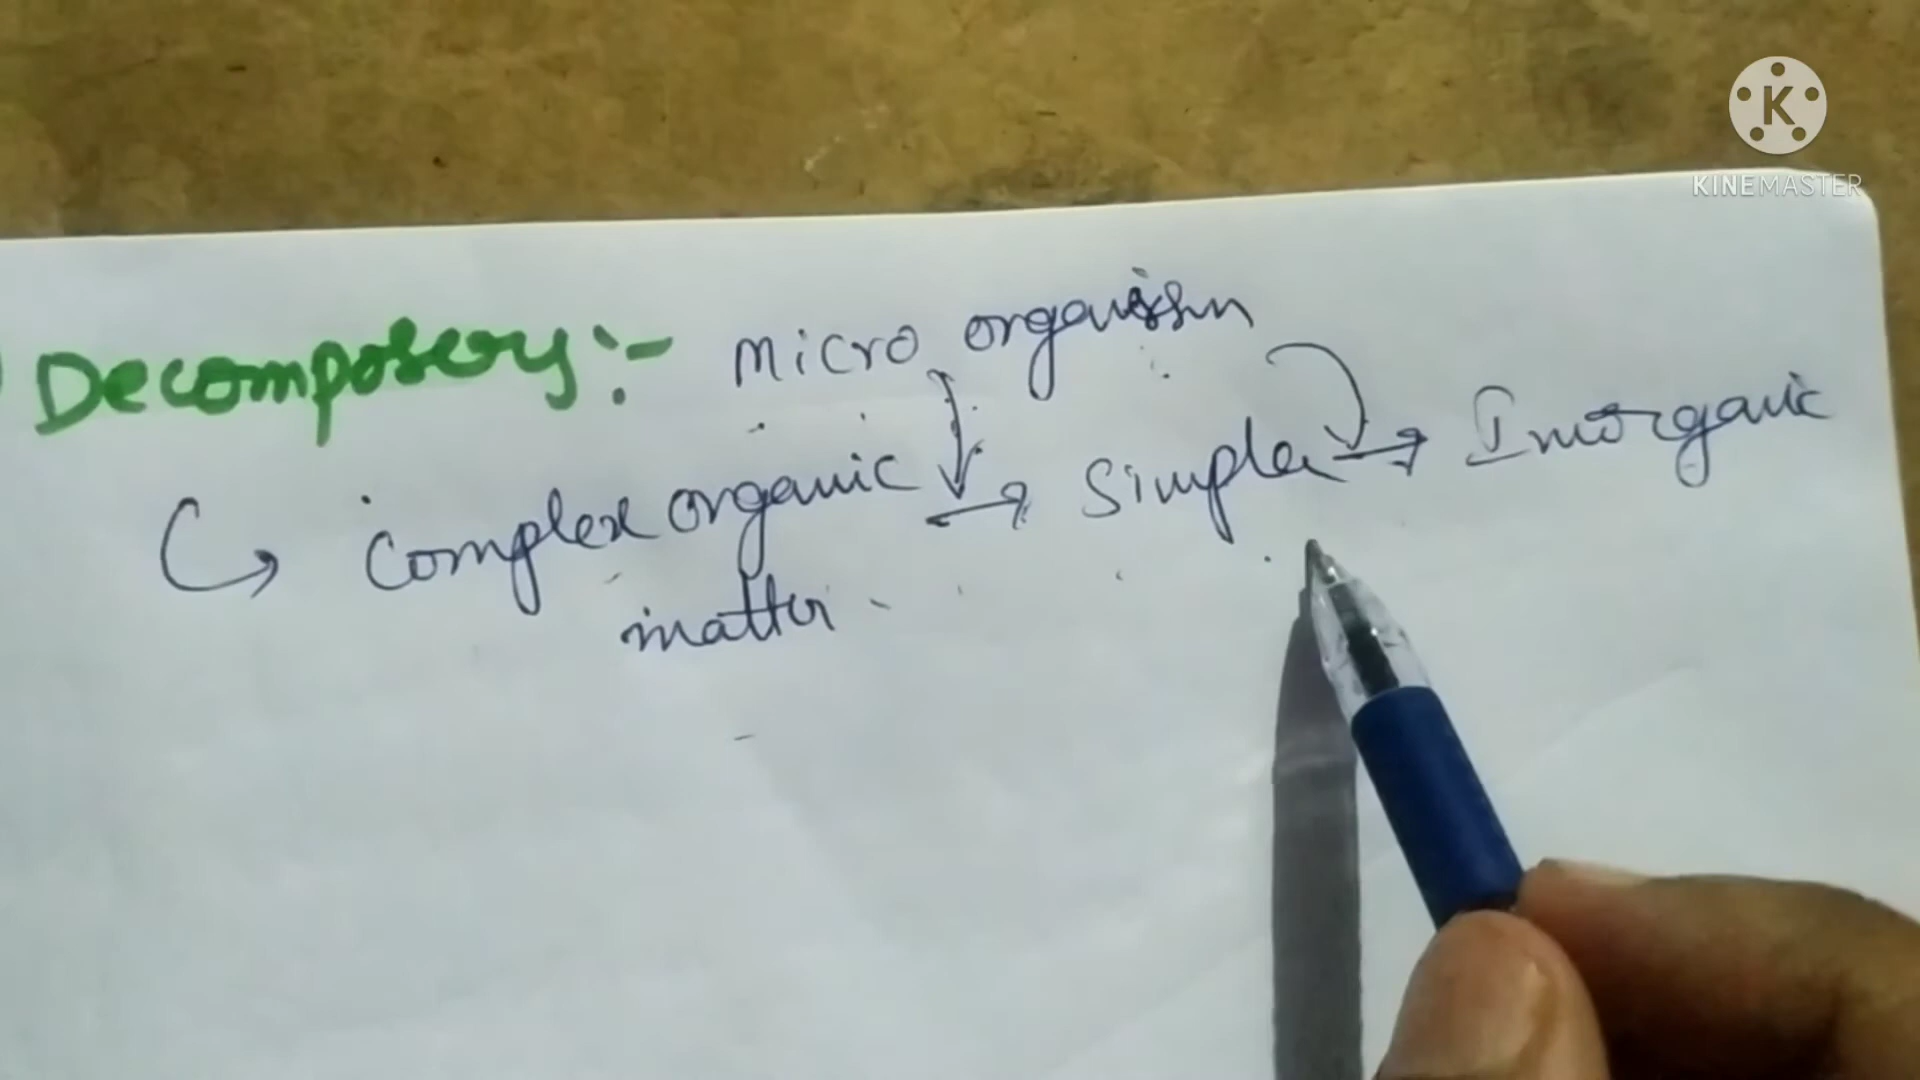 K
KINEMASTER
Decomposers:- Micro organism
complex organic → Simple → Inorganic
matter